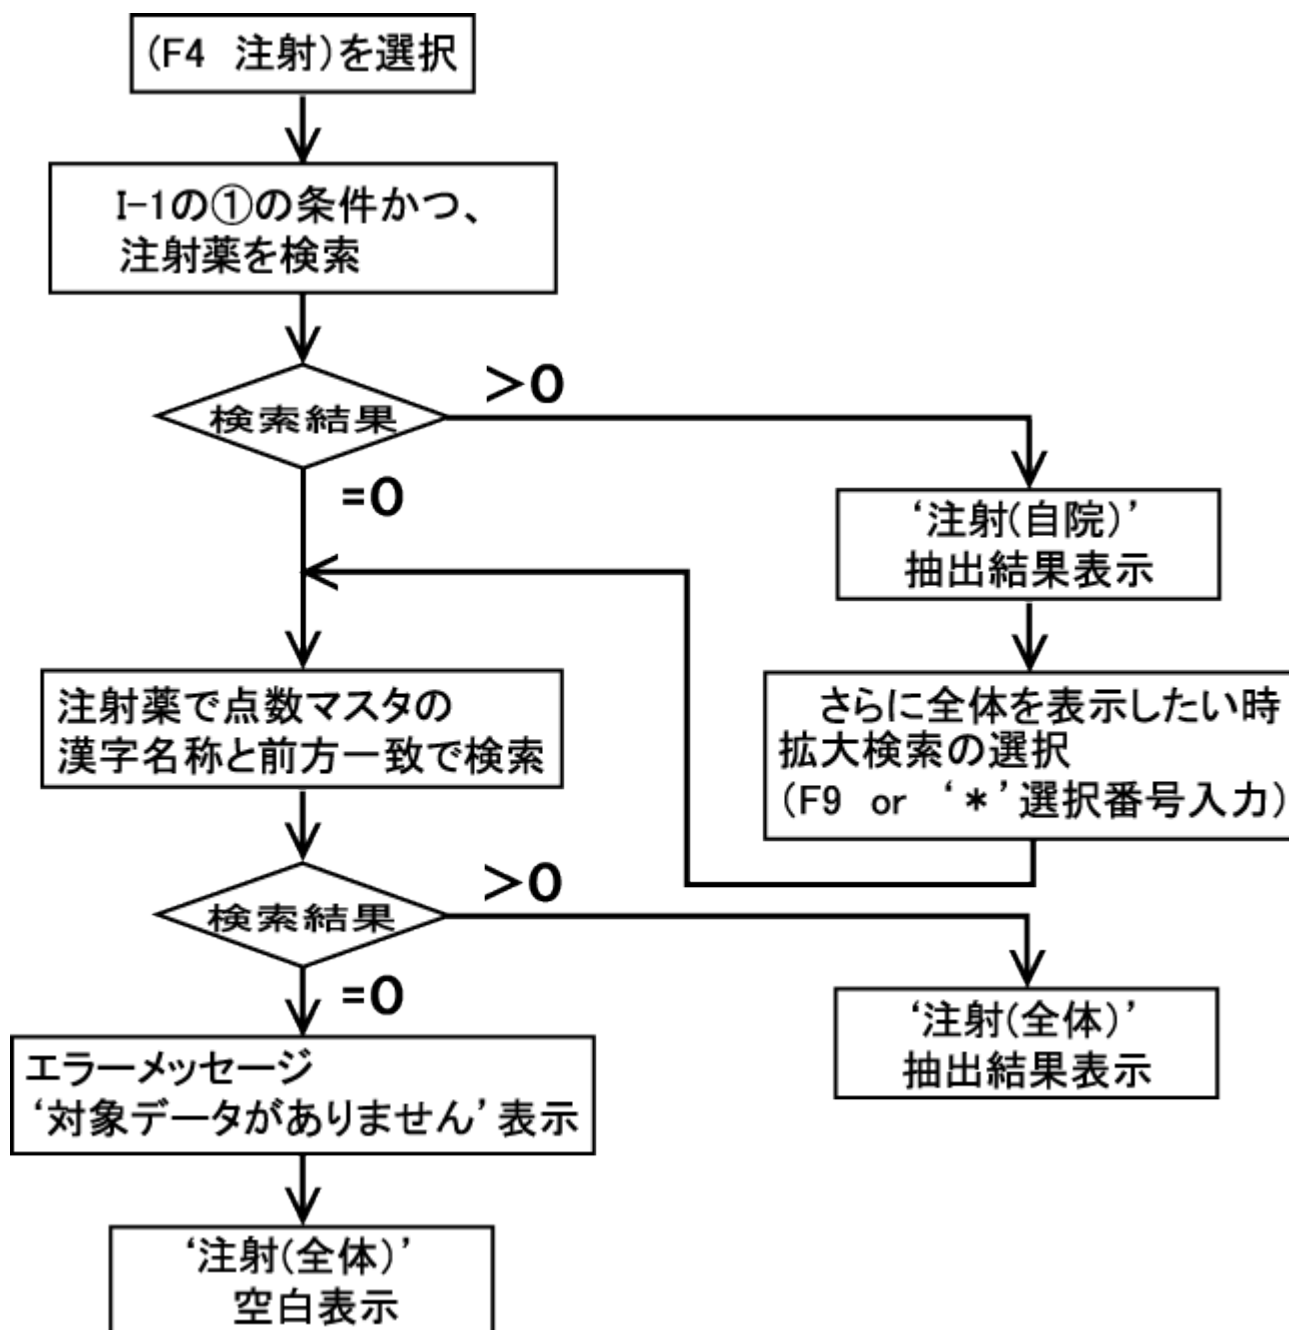 (F4 注射)を選択
I-1の①の条件かつ、
注射薬を検索
検索結果
>0
=0
‘注射(自院)’
抽出結果表示
さらに全体を表示したい時
拡大検索の選択
(F9 or ‘*’選択番号入力)
注射薬で点数マスタの
漢字名称と前方一致で検索
検索結果
>0
=0
‘注射(全体)’
抽出結果表示
エラーメッセージ
‘対象データがありません’表示
‘注射(全体)’
空白表示